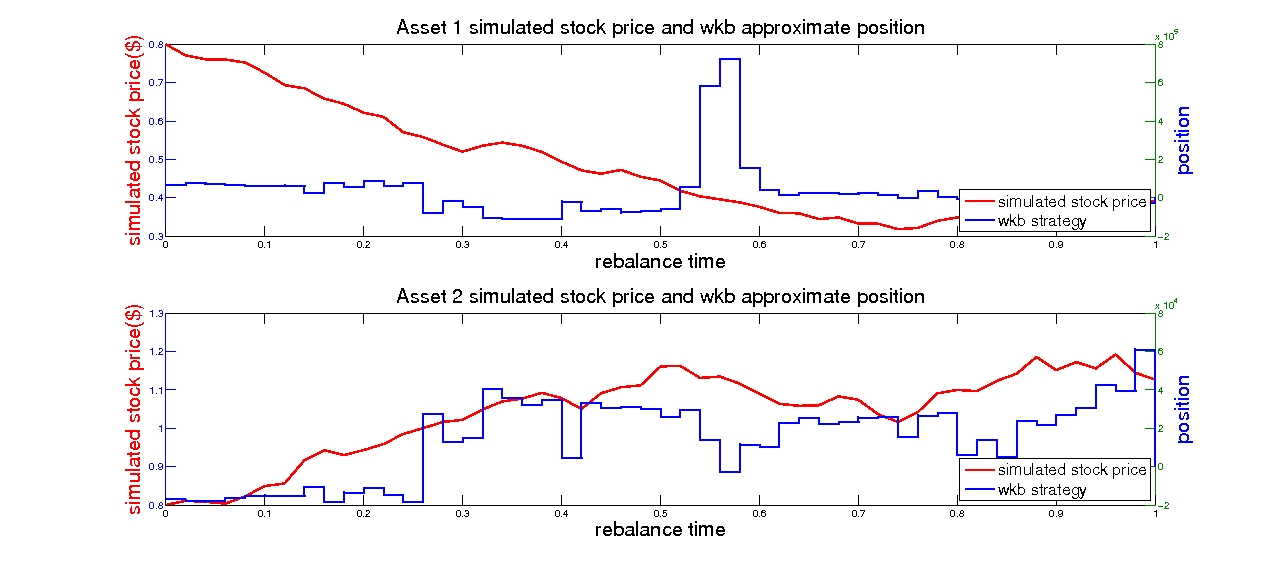 Asset 1 simulated stock price and wkb approximate position
x 10
simulated stock price($)
0.8
0.7
0.6
0.5
0.4
0.3
8
6
4
2
0
−2
position
simulated stock price
wkb strategy
0 0.1 0.2 0.3 0.4 0.5 0.6 0.7 0.8 0.9 1
rebalance time
Asset 2 simulated stock price and wkb approximate position
x 10^4
simulated stock price($)
1.3
1.2
1.1
1
0.9
0.8
8
6
4
2
0
−2
position
simulated stock price
wkb strategy
0 0.1 0.2 0.3 0.4 0.5 0.6 0.7 0.8 0.9 1
rebalance time